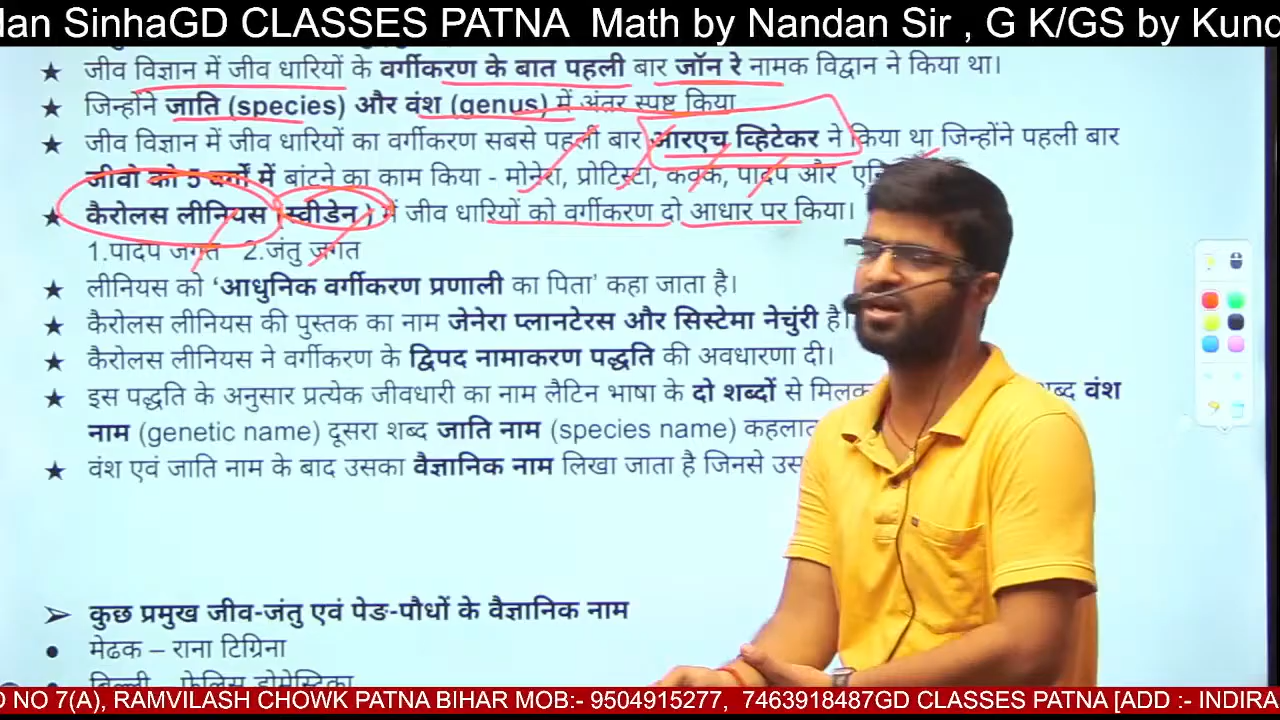 lan SinhaGD CLASSES PATNA Math by Nandan Sir , G K/GS by Kund
★ जीव विज्ञान में जीव धारियों के वर्गीकरण के बात पहली बार जॉन रे नामक विद्वान ने किया था।
★ जिन्होंने जाति (species) और वंश (genus) में अंतर स्पष्ट किया
★ जीव विज्ञान में जीव धारियों का वर्गीकरण सबसे पहली बार आरएच व्हिटेकर ने किया था जिन्होंने पहली बार
जीवो को 5 वर्गों में बांटने का काम किया - मोनेरा, प्रोटिस्टा, कवक, पादप और
★ कैरोलस लीनियस (स्वीडेन ) में जीव धारियों को वर्गीकरण दो आधार पर किया।
1.पादप जगत 2.जंतु जगत
★ लीनियस को ‘आधुनिक वर्गीकरण प्रणाली का पिता’ कहा जाता है।
★ कैरोलस लीनियस की पुस्तक का नाम जेनेरा प्लानटेरस और सिस्टेमा नेचुंरी है।
★ कैरोलस लीनियस ने वर्गीकरण के द्विपद नामाकरण पद्धति की अवधारणा दी।
★ इस पद्धति के अनुसार प्रत्येक जीवधारी का नाम लैटिन भाषा के दो शब्दों से मिलक वंश
नाम (genetic name) दूसरा शब्द जाति नाम (species name) कहलात
★ वंश एवं जाति नाम के बाद उसका वैज्ञानिक नाम लिखा जाता है जिनसे उस
➢ कुछ प्रमुख जीव-जंतु एवं पेङ-पौधों के वैज्ञानिक नाम
• मेढक – राना टिग्रिना
• बिल्ली – फेलिस डोमेस्टिका
D NO 7(A), RAMVILASH CHOWK PATNA BIHAR MOB:- 9504915277, 7463918487GD CLASSES PATNA [ADD :- INDIRA